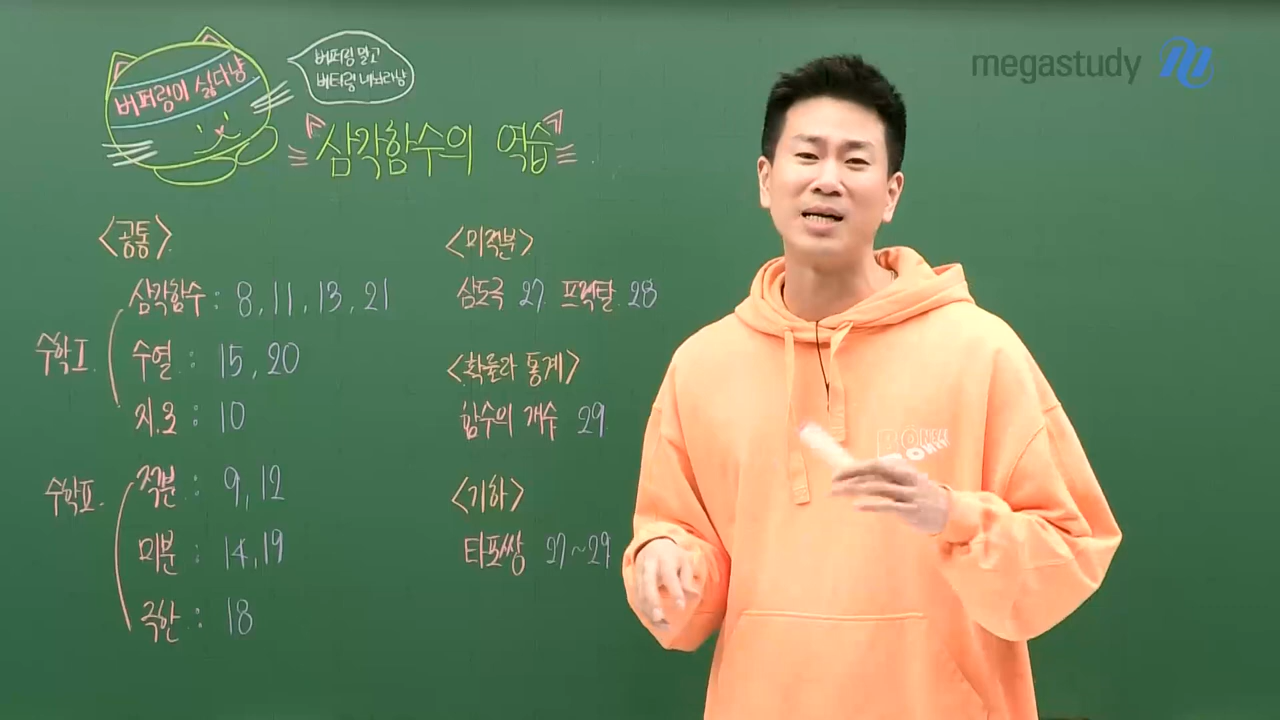 버퍼링이 싫다냥
버퍼링 말고
버터링 내놔라냥
삼각함수의 역습
megastudy
<공통>
수학Ⅰ.
삼각함수 : 8, 11, 13, 21
수열 : 15, 20
지.로 : 10
수학Ⅱ.
적분 : 9, 12
미분 : 14, 19
극한 : 18
<미적분>
삼도극 27. 프랙탈. 28
<확률과 통계>
함수의 개수 29.
<기하>
타포쌍 27~29